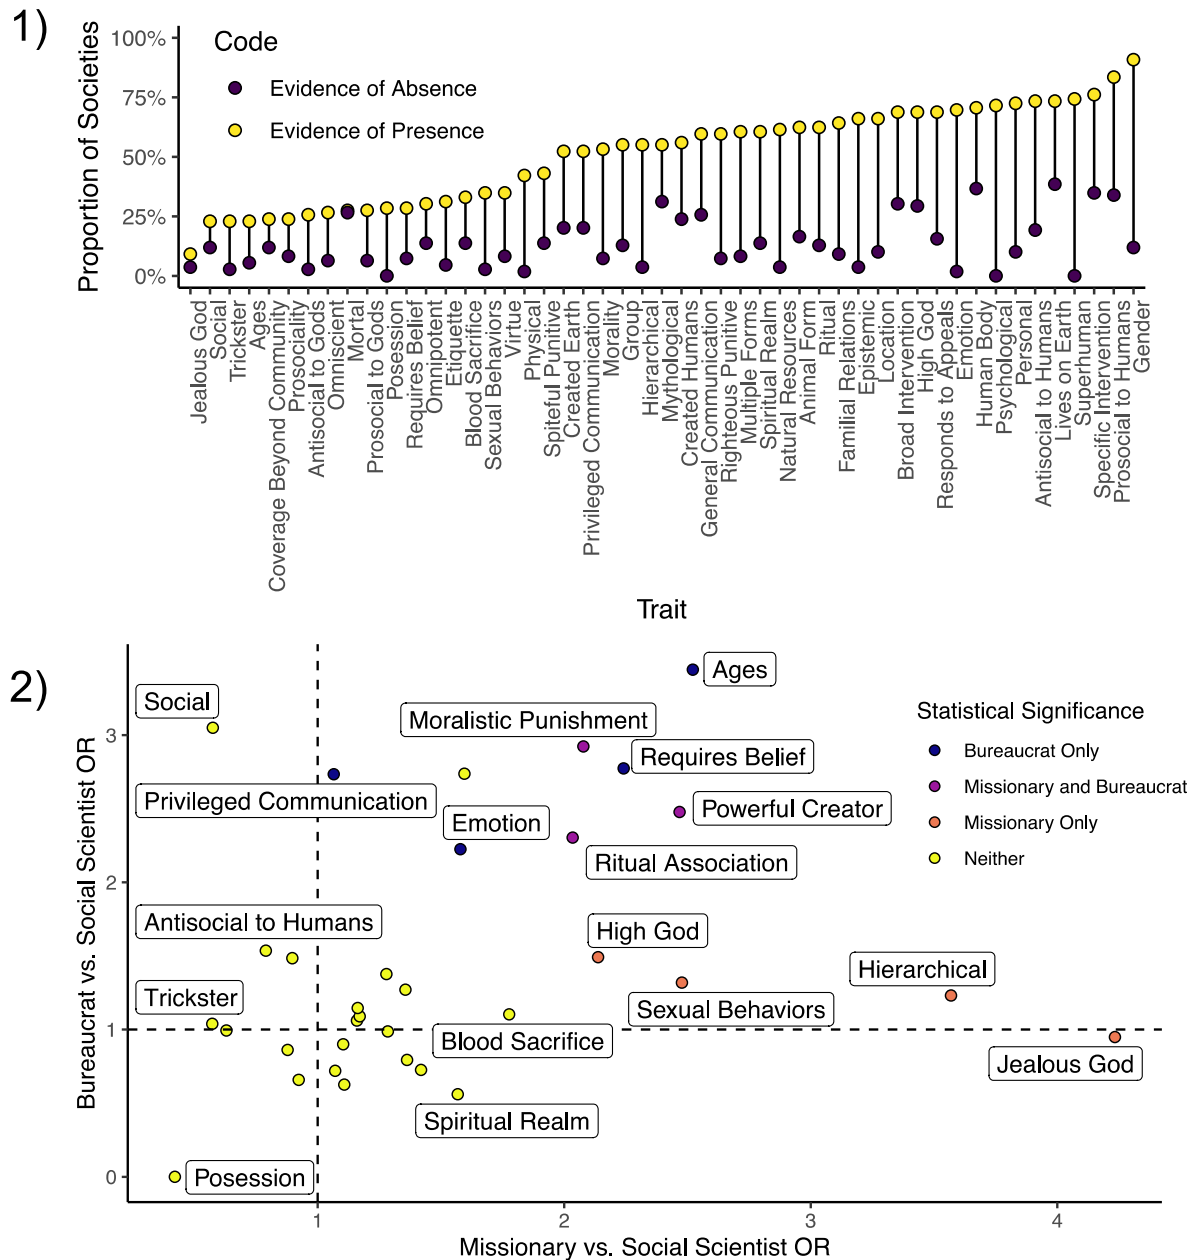 1)
Proportion of Societies
100%
75%
50%
25%
0%
Code
Evidence of Absence
Evidence of Presence
Jealous God
Social
Trickster
Ages
Coverage Beyond Community
Prosociality
Antisocial to Gods
Omniscient
Mortal
Prosocial to Gods
Posession
Requires Belief
Omnipotent
Etiquette
Blood Sacrifice
Sexual Behaviors
Virtue
Physical
Spiteful Punitive
Created Earth
Privileged Communication
Morality
Group
Hierarchical
Mythological
Created Humans
General Communication
Righteous Punitive
Multiple Forms
Spiritual Realm
Natural Resources
Animal Form
Ritual
Familial Relations
Epistemic
Location
Broad Intervention
High God
Responds to Appeals
Emotion
Human Body
Psychological
Personal
Antisocial to Humans
Lives on Earth
Superhuman
Specific Intervention
Prosocial to Humans
Gender
Trait
2)
Bureaucrat vs. Social Scientist OR
3
2
1
0
Social
Ages
Moralistic Punishment
Requires Belief
Privileged Communication
Emotion
Powerful Creator
Ritual Association
Antisocial to Humans
High God
Hierarchical
Trickster
Sexual Behaviors
Blood Sacrifice
Jealous God
Spiritual Realm
Posession
Statistical Significance
Bureaucrat Only
Missionary and Bureaucrat
Missionary Only
Neither
1
2
3
4
Missionary vs. Social Scientist OR